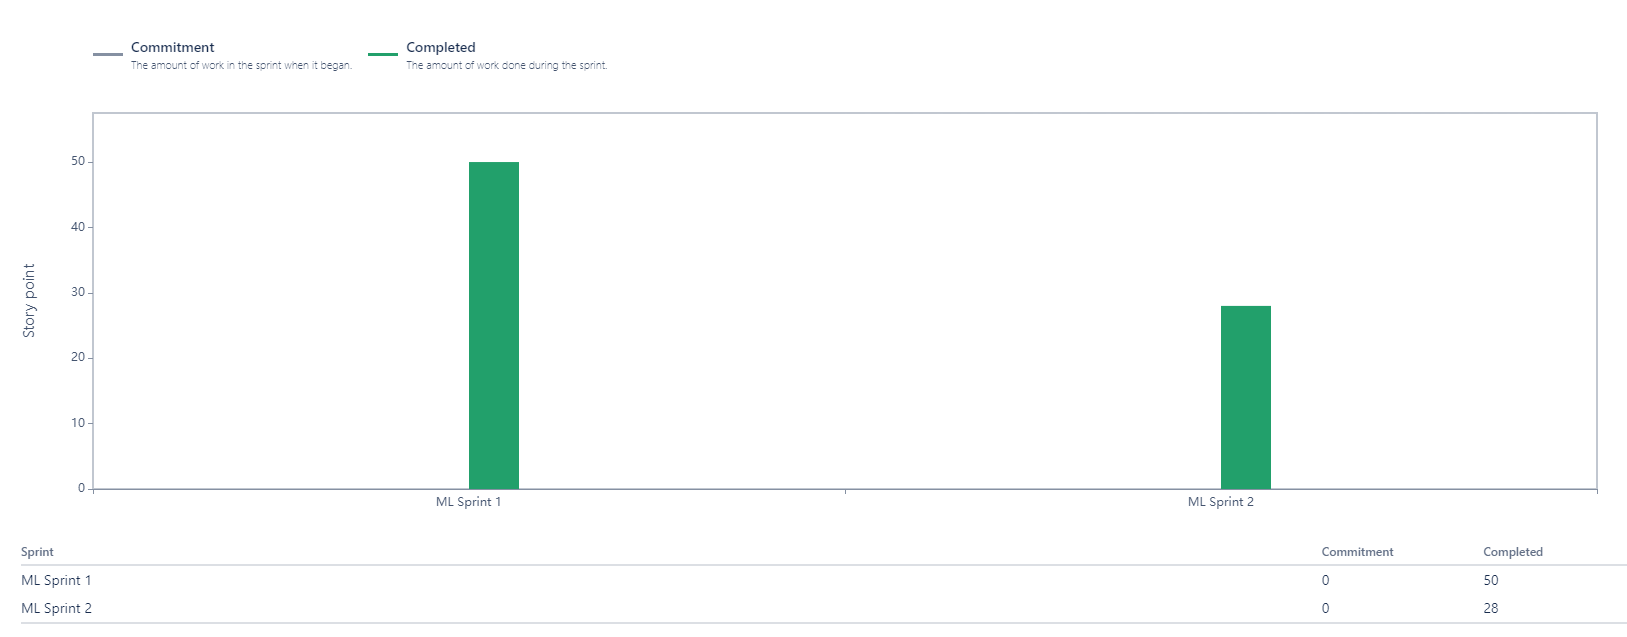 Commitment
The amount of work in the sprint when it began.
Completed
The amount of work done during the sprint.
Story point
50
40
30
20
10
0
ML Sprint 1
ML Sprint 2
Sprint Commitment Completed
ML Sprint 1 0 50
ML Sprint 2 0 28